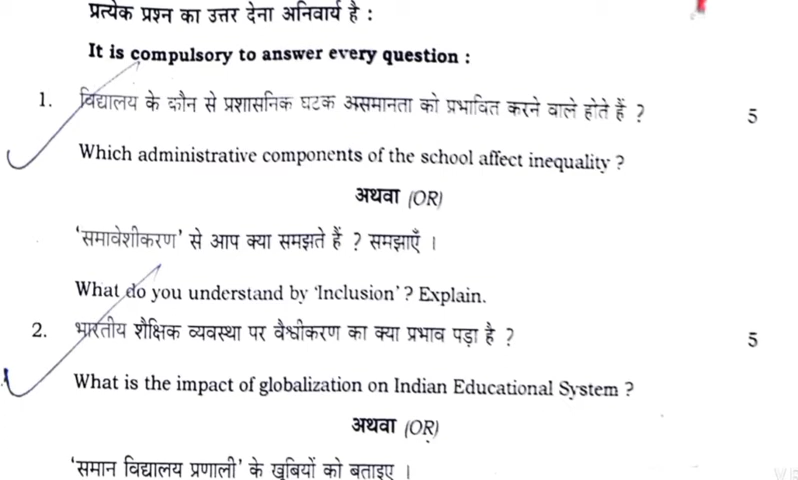 प्रत्येक प्रश्न का उत्तर देना अनिवार्य है :
It is compulsory to answer every question :
1. विद्यालय के कौन से प्रशासनिक घटक असमानता को प्रभावित करने वाले होते हैं ? 5
Which administrative components of the school affect inequality ?
अथवा (OR)
‘समावेशीकरण’ से आप क्या समझते हैं ? समझाएँ ।
What do you understand by ‘Inclusion’ ? Explain.
2. भारतीय शैक्षिक व्यवस्था पर वैश्वीकरण का क्या प्रभाव पड़ा है ? 5
What is the impact of globalization on Indian Educational System ?
अथवा (OR)
‘समान विद्यालय प्रणाली’ के खूबियों को बताइए ।